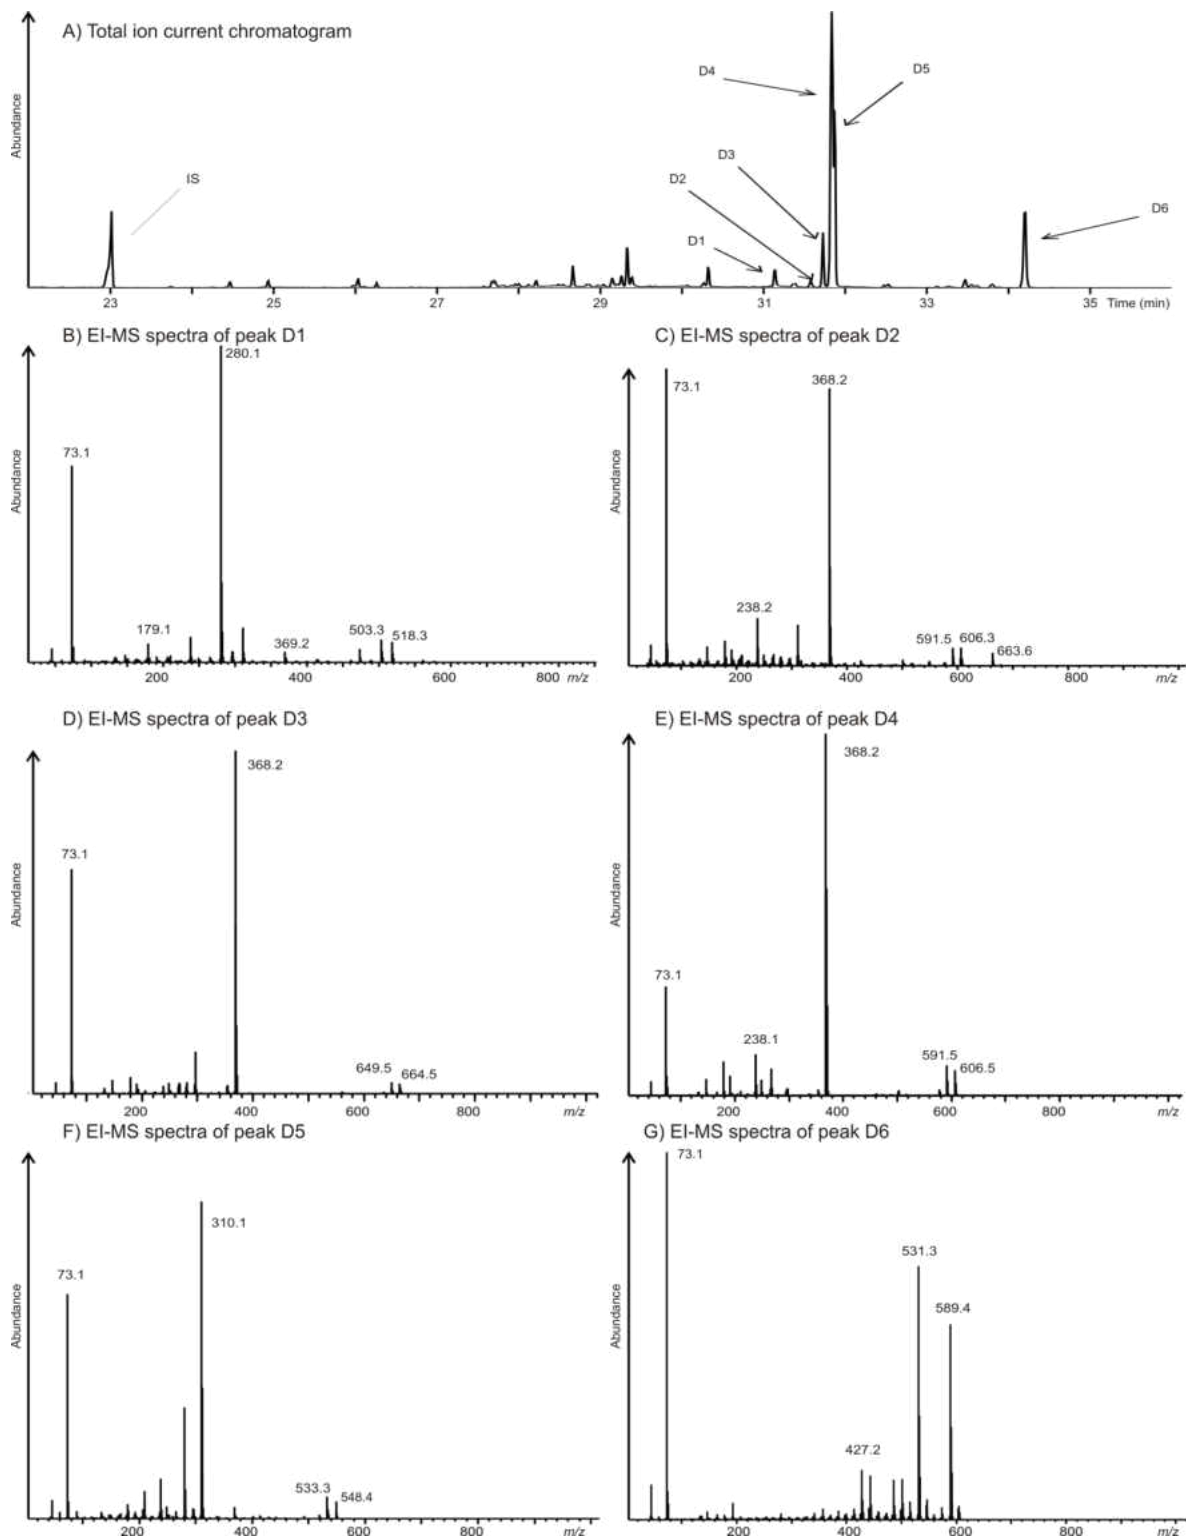 A) Total ion current chromatogram
Abundance
IS
D1
D2
D3
D4
D5
D6
23
25
27
29
31
33
35
Time (min)
B) EI-MS spectra of peak D1
Abundance
73.1
179.1
280.1
369.2
503.3
518.3
200
400
600
800
m/z
C) EI-MS spectra of peak D2
Abundance
73.1
238.2
368.2
591.5
606.3
663.6
200
400
600
800
m/z
D) EI-MS spectra of peak D3
Abundance
73.1
368.2
649.5
664.5
200
400
600
800
m/z
E) EI-MS spectra of peak D4
Abundance
73.1
238.1
368.2
591.5
606.5
200
400
600
800
m/z
F) EI-MS spectra of peak D5
Abundance
73.1
310.1
533.3
548.4
200
400
600
800
m/z
G) EI-MS spectra of peak D6
Abundance
73.1
427.2
531.3
589.4
200
400
600
800
m/z